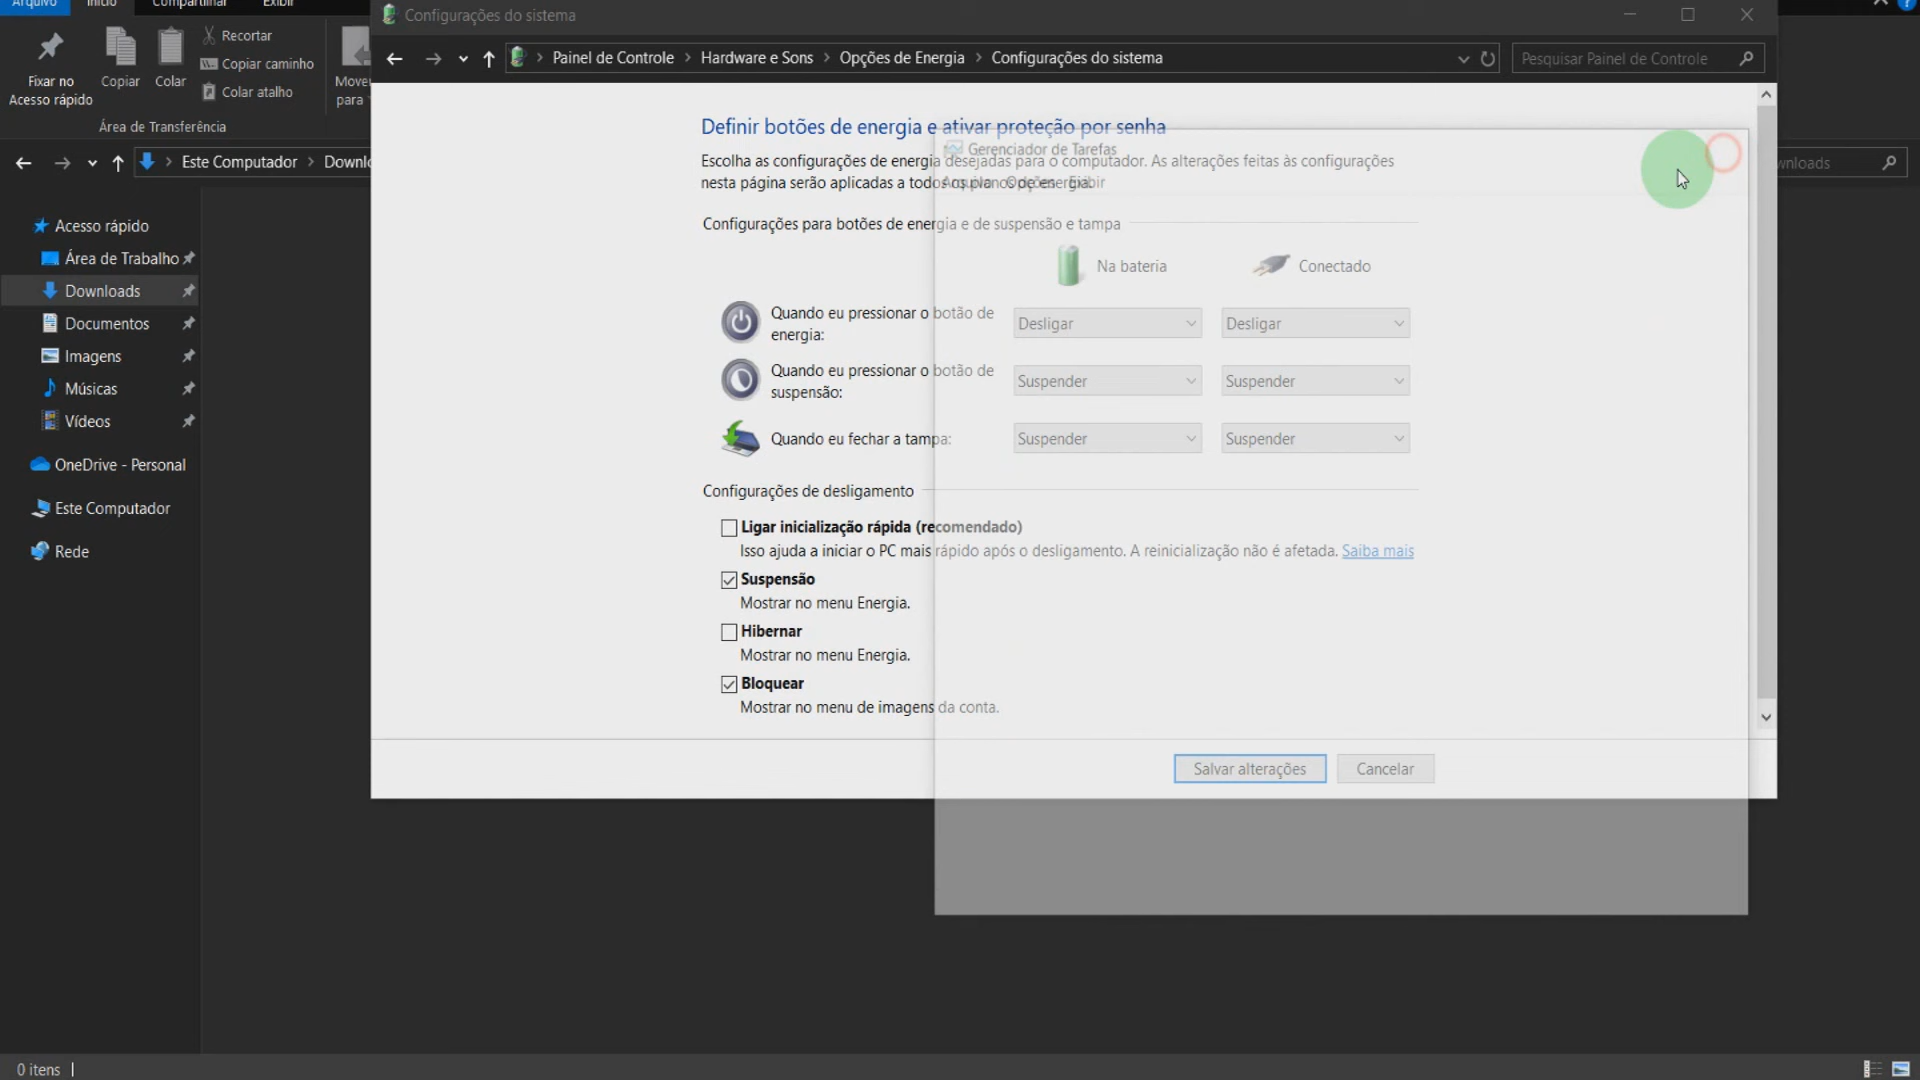 Arquivo Início Compartilhar Exibir
Fixar no
Acesso rápido
Copiar
Colar
Recortar
Copiar caminho
Colar atalho
Mover
para
Área de Transferência
Este Computador > Downlo
Acesso rápido
Área de Trabalho
Downloads
Documentos
Imagens
Músicas
Vídeos
OneDrive - Personal
Este Computador
Rede
0 itens
Configurações do sistema
Painel de Controle > Hardware e Sons > Opções de Energia > Configurações do sistema
Pesquisar Painel de Controle
wnloads
Definir botões de energia e ativar proteção por senha
Gerenciador de Tarefas
Escolha as configurações de energia desejadas para o computador. As alterações feitas às configurações
nesta página serão aplicadas a todos os planos de energia.
Arquivo Opções Exibir
Configurações para botões de energia e de suspensão e tampa
Na bateria Conectado
Quando eu pressionar o botão de
energia:
Desligar Desligar
Quando eu pressionar o botão de
suspensão:
Suspender Suspender
Quando eu fechar a tampa: Suspender Suspender
Configurações de desligamento
Ligar inicialização rápida (recomendado)
Isso ajuda a iniciar o PC mais rápido após o desligamento. A reinicialização não é afetada. Saiba mais
Suspensão
Mostrar no menu Energia.
Hibernar
Mostrar no menu Energia.
Bloquear
Mostrar no menu de imagens da conta.
Salvar alterações Cancelar